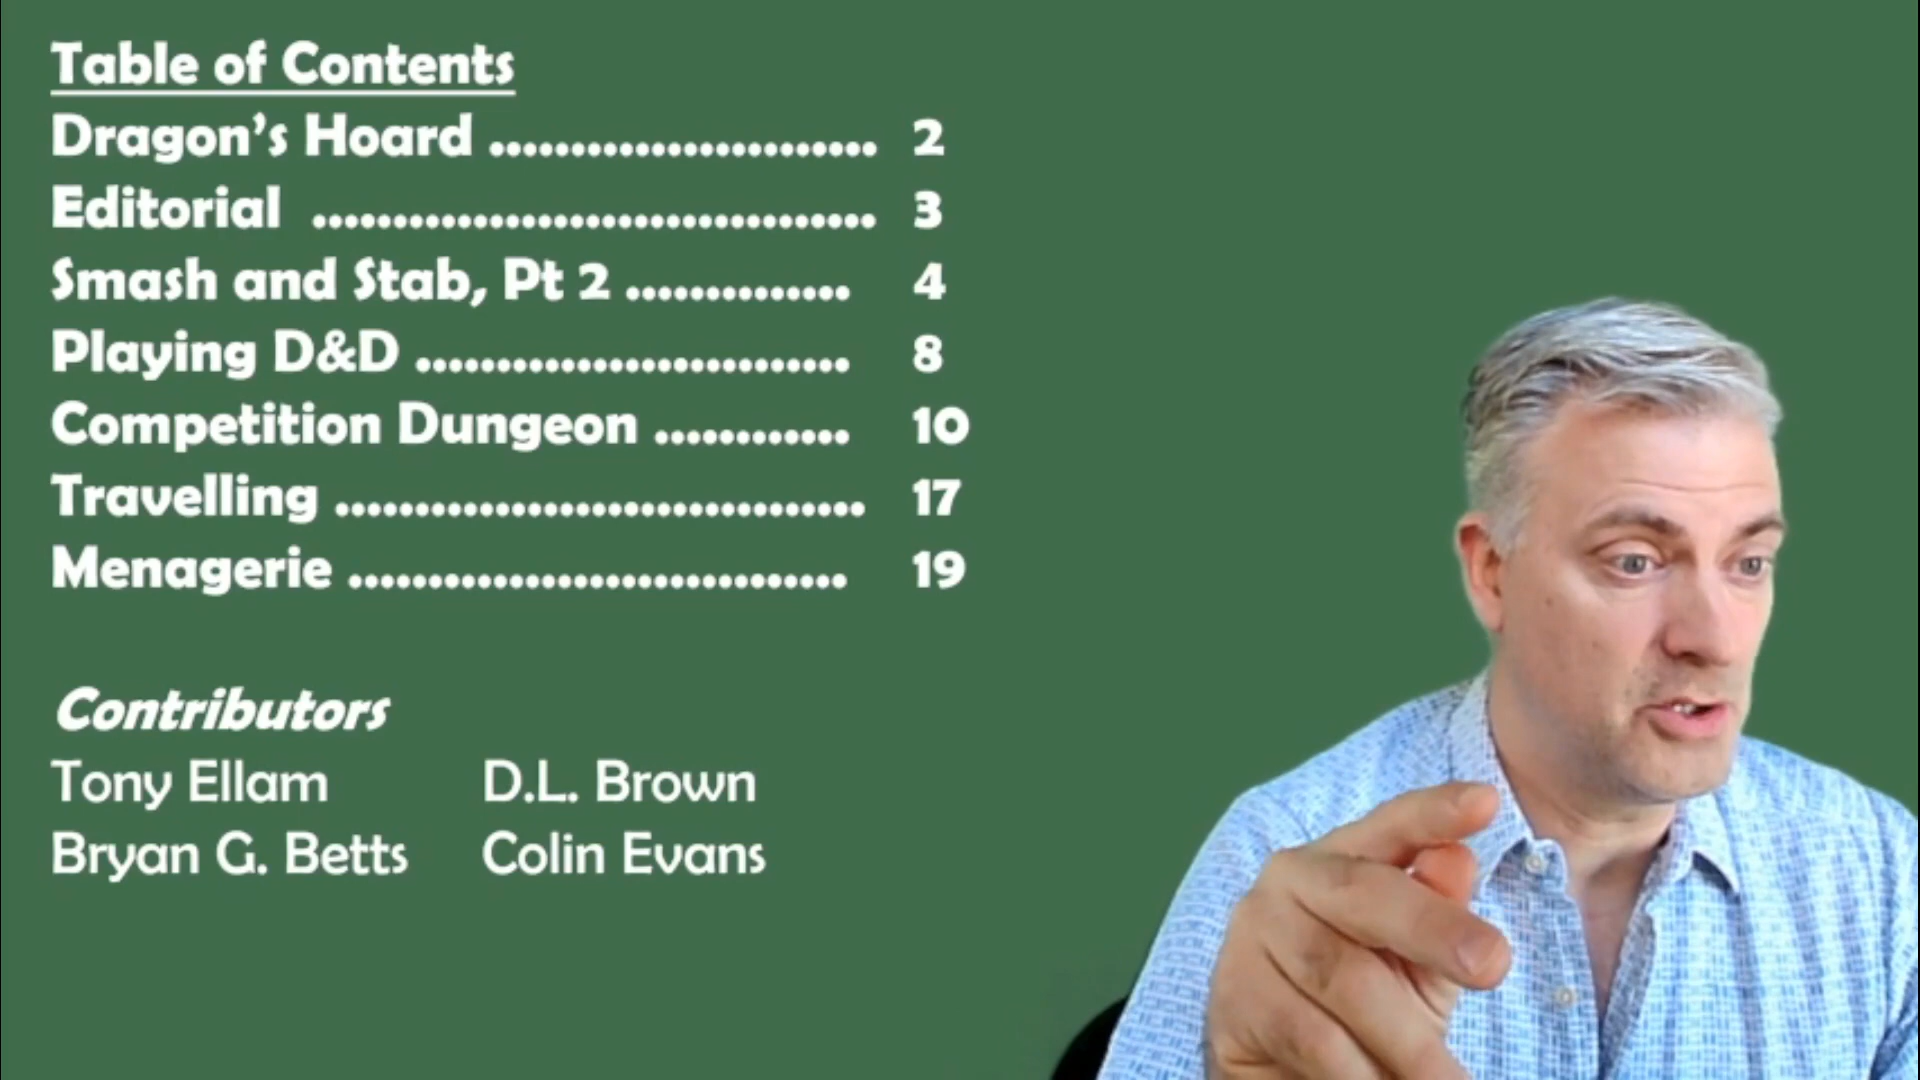 Table of Contents
Dragon's Hoard ........................ 2
Editorial ................................... 3
Smash and Stab, Pt 2 .............. 4
Playing D&D ........................... 8
Competition Dungeon ............ 10
Travelling ................................. 17
Menagerie ............................... 19
Contributors
Tony Ellam D.L. Brown
Bryan G. Betts Colin Evans